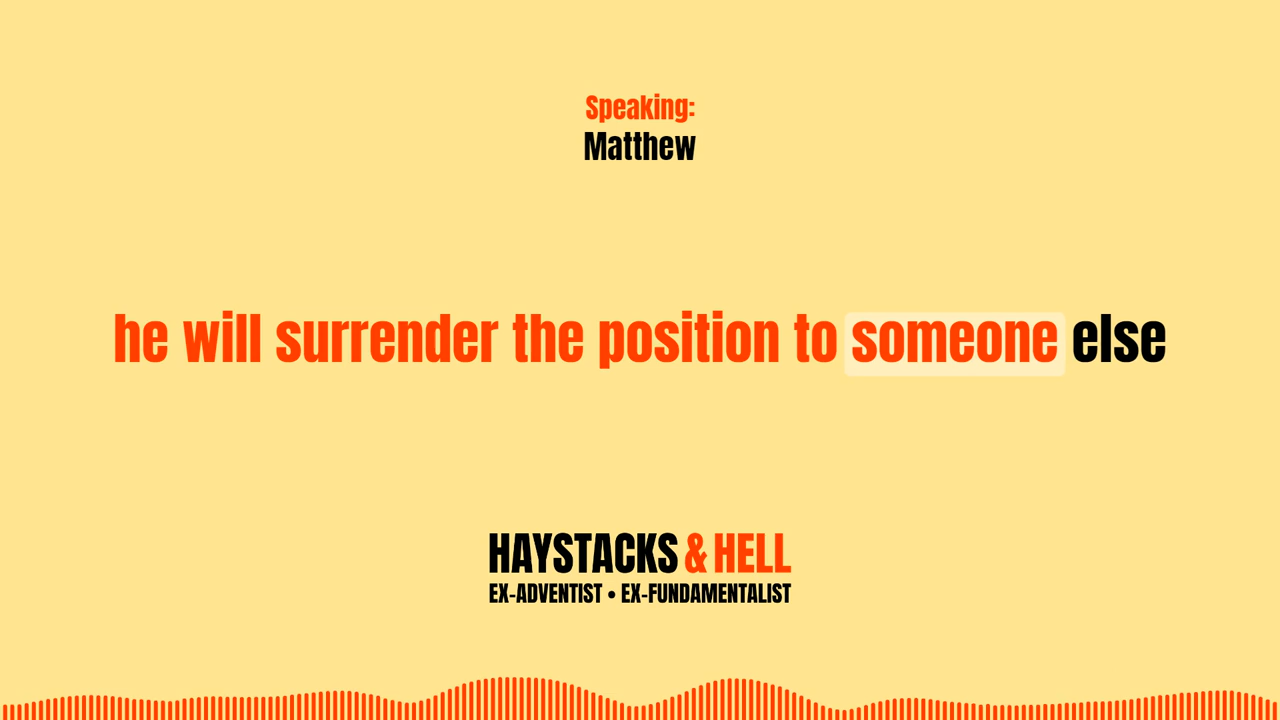 Speaking:
Matthew
he will surrender the position to someone else
HAYSTACKS & HELL
EX-ADVENTIST • EX-FUNDAMENTALIST